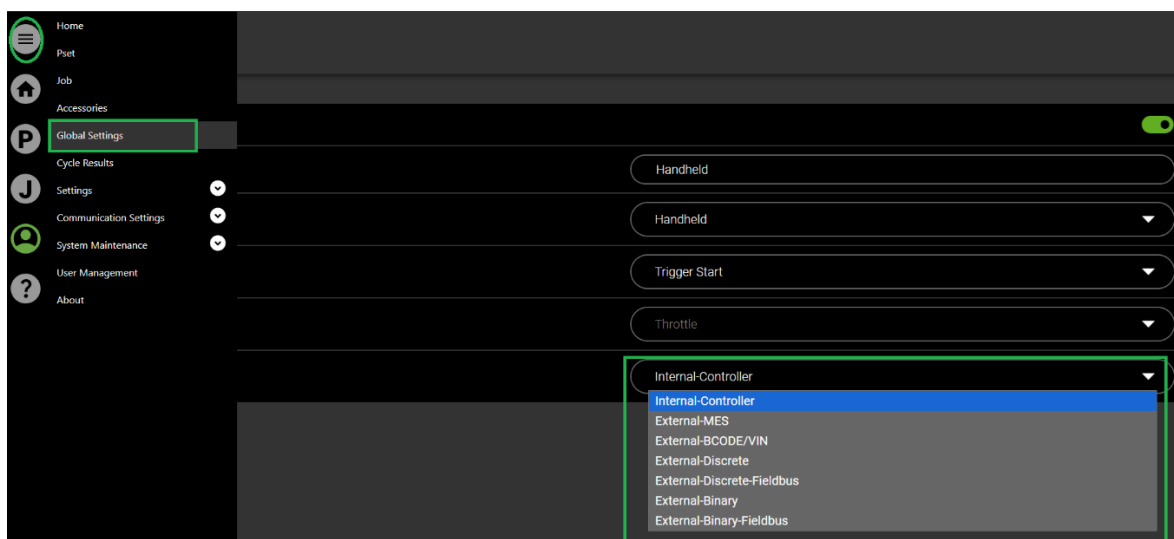 Home
Pset
Job
Accessories
Global Settings
Cycle Results
Settings
Communication Settings
System Maintenance
User Management
About
P
J
?
Handheld
Handheld
Trigger Start
Throttle
Internal-Controller
Internal-Controller
External-MES
External-BCODE/VIN
External-Discrete
External-Discrete-Fieldbus
External-Binary
External-Binary-Fieldbus